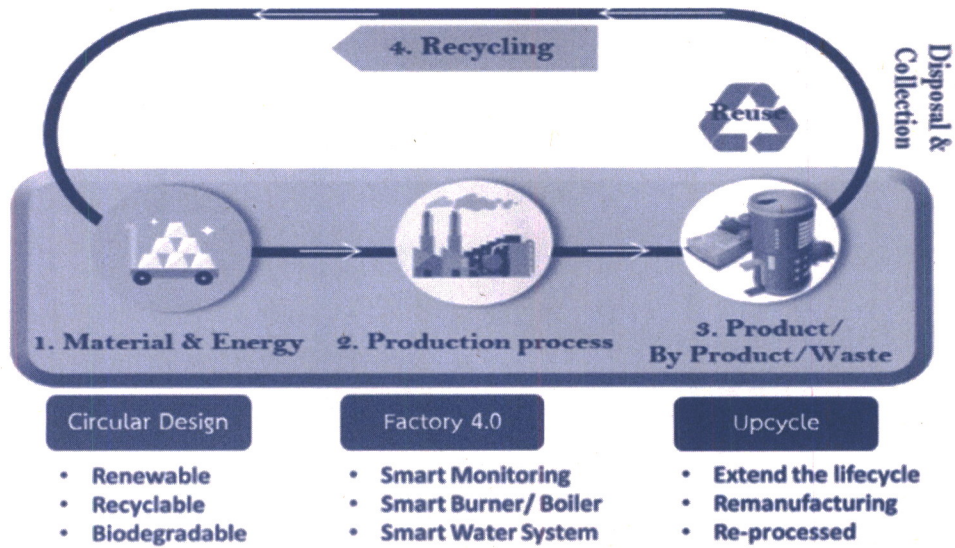 4. Recycling
Disposal &
Collection
Reuse
1. Material & Energy
2. Production process
3. Product/
By Product/Waste
Circular Design
• Renewable
• Recyclable
• Biodegradable
Factory 4.0
• Smart Monitoring
• Smart Burner/ Boiler
• Smart Water System
Upcycle
• Extend the lifecycle
• Remanufacturing
• Re-processed